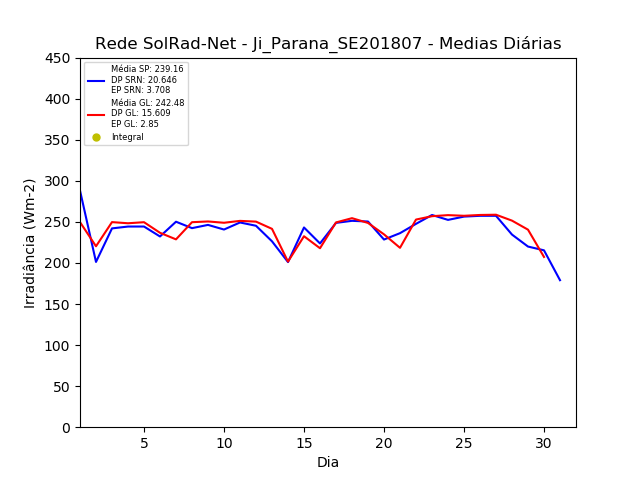 Rede SolRad-Net - Ji_Parana_SE201807 - Medias Diárias
Média SP: 239.16
DP SRN: 20.646
EP SRN: 3.708
Média GL: 242.48
DP GL: 15.609
EP GL: 2.85
Integral
450
400
350
300
250
200
150
100
50
0
Irradiância (Wm-2)
5
10
15
20
25
30
Dia